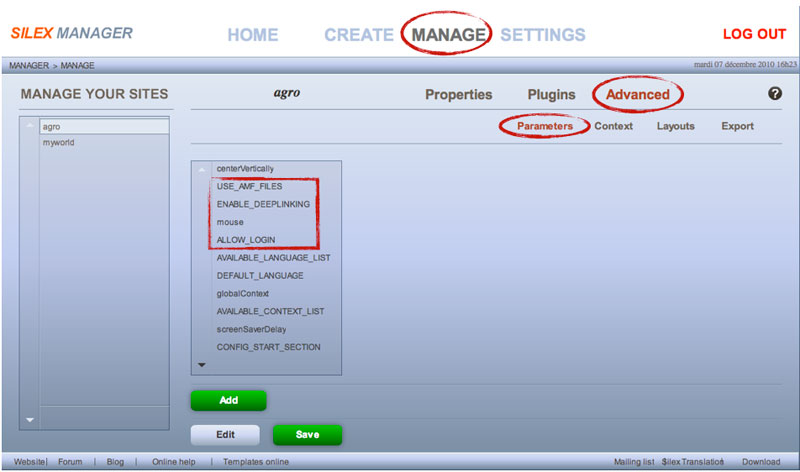 SILEX MANAGER
HOME CREATE MANAGE SETTINGS LOG OUT
MANAGER > MANAGE mardi 07 décembre 2010 16h23
MANAGE YOUR SITES agro Properties Plugins Advanced ?
Parameters Context Layouts Export
agro
myworld
centerVertically
USE_AMF_FILES
ENABLE_DEEPLINKING
mouse
ALLOW_LOGIN
AVAILABLE_LANGUAGE_LIST
DEFAULT_LANGUAGE
globalContext
AVAILABLE_CONTEXT_LIST
screenSaverDelay
CONFIG_START_SECTION
Add
Edit Save
Website| Forum | Blog | Online help | Templates online Mailing list Silex Translation Download